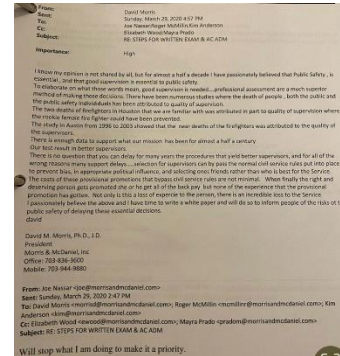 From: David Morris
Sent: Sunday, March 29, 2020 4:57 PM
To: Joe Nassar; Roger McMillin; Kim Anderson
Cc: Elizabeth Wood; Mayra Prado
Subject: RE: STEPS FOR WRITTEN EXAM & AC ADM
Importance: High
I know my opinion is not shared by all, but for almost a half a decade I have passionately believed that Public Safety , is
essential , and that good supervision is essential to public safety.
To elaborate on what those words mean, good supervision is needed....professional assessment are a much superior
method of making those decisions. There have been numerous studies where the death of people , both the public and
the public safety individuals has been attributed to quality of supervision.
The two deaths of firefighters in Houston that we are familiar with was attributed in part to quality of supervision where
the rookie female fire fighter could have been prevented.
The study in Austin from 1996 to 2003 showed that the near deaths of the firefighters was attributed to the quality of
the supervisors.
There is enough data to support what our mission has been for almost a half a century
Our test result in better supervisors.
There is no question that you can delay for many years the procedures that yield better supervisors, and for all of the
wrong reasons many support delays.....selection for supervisors can by pass the normal civil service rules put into place
to prevent bias, in appropriate political influence, and selecting ones friends rather than who is best for the Service.
The costs of these provisional promotions that bypass civil service rules are not minimal. When finally the right and
deserving person gets promoted she or he get all of the back pay but none of the experience that the provisional
promotion has gotten. Not only is this a loss of expercie to the person, there is an incredible loss to the Service
I passionately believe the above and I have time to write a white paper and will do so to inform people of the risks ot t
public safety of delaying these essential decisions.
david
David M. Morris, Ph.D., J.D.
President
Morris & McDaniel, Inc
Office: 703-836-3600
Mobile: 703-944-9880
From: Joe Nassar <joe@morrisandmcdaniel.com>
Sent: Sunday, March 29, 2020 2:47 PM
To: David Morris <morrisd@morrisandmcdaniel.com>; Roger McMillin <mcmillinr@morrisandmcdaniel.com>; Kim
Anderson <kim@morrisandmcdaniel.com>
Cc: Elizabeth Wood <ewood@morrisandmcdaniel.com>; Mayra Prado <pradom@morrisandmcdaniel.com>
Subject: RE: STEPS FOR WRITTEN EXAM & AC ADM
Will stop what I am doing to make it a priority.